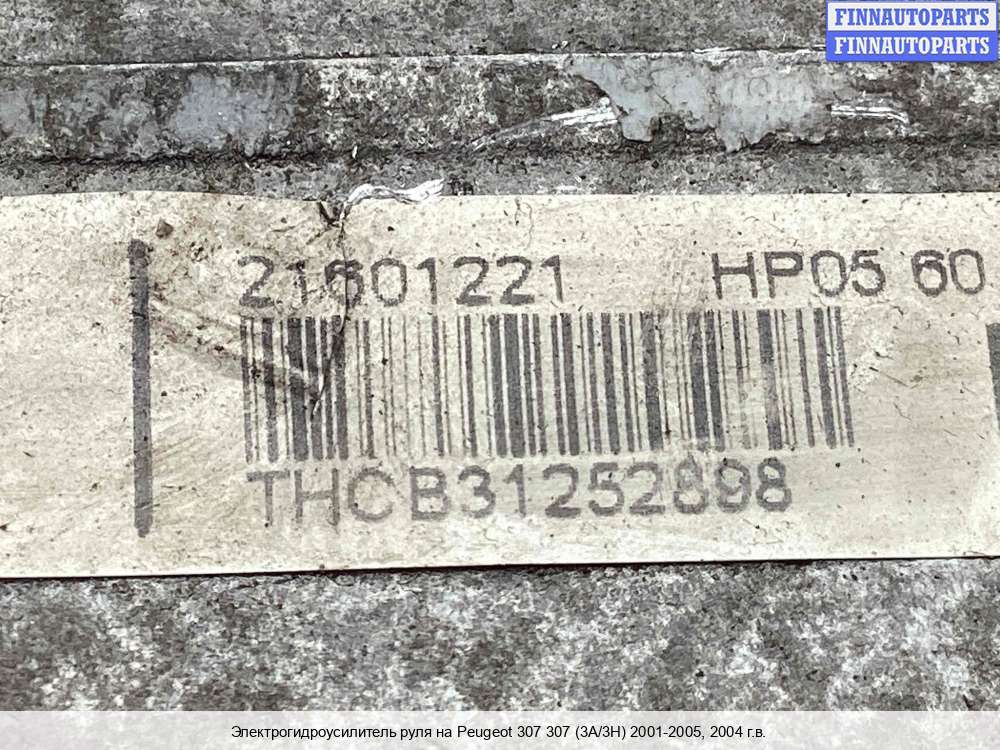 FINNAUTOPARTS
FINNAUTOPARTS
21601221 HP05 60
THCB31252898
Электрогидроусилитель руля на Peugeot 307 307 (3A/3H) 2001-2005, 2004 г.в.